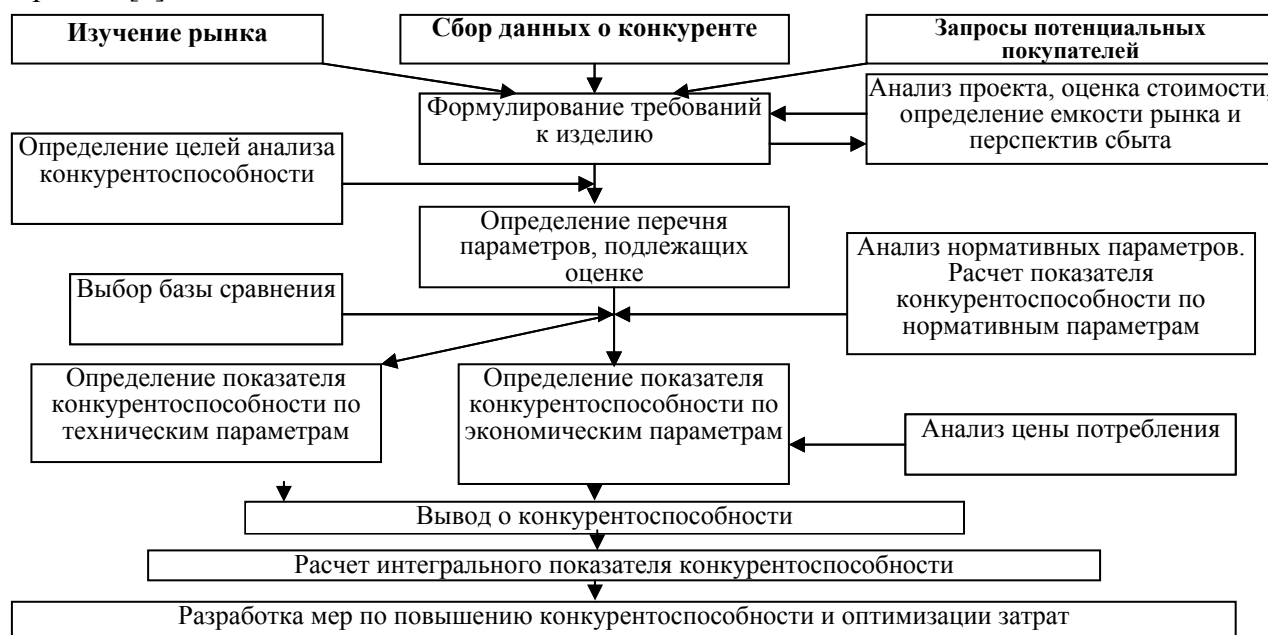 Изучение рынка
Сбор данных о конкуренте
Запросы потенциальных
покупателей
Формулирование требований
к изделию
Анализ проекта, оценка стоимости,
определение емкости рынка и
перспектив сбыта
Определение целей анализа
конкурентоспособности
Определение перечня
параметров, подлежащих
оценке
Анализ нормативных параметров.
Расчет показателя
конкурентоспособности по
нормативным параметрам
Выбор базы сравнения
Определение показателя
конкурентоспособности по
техническим параметрам
Определение показателя
конкурентоспособности по
экономическим параметрам
Анализ цены потребления
Вывод о конкурентоспособности
Расчет интегрального показателя конкурентоспособности
Разработка мер по повышению конкурентоспособности и оптимизации затрат